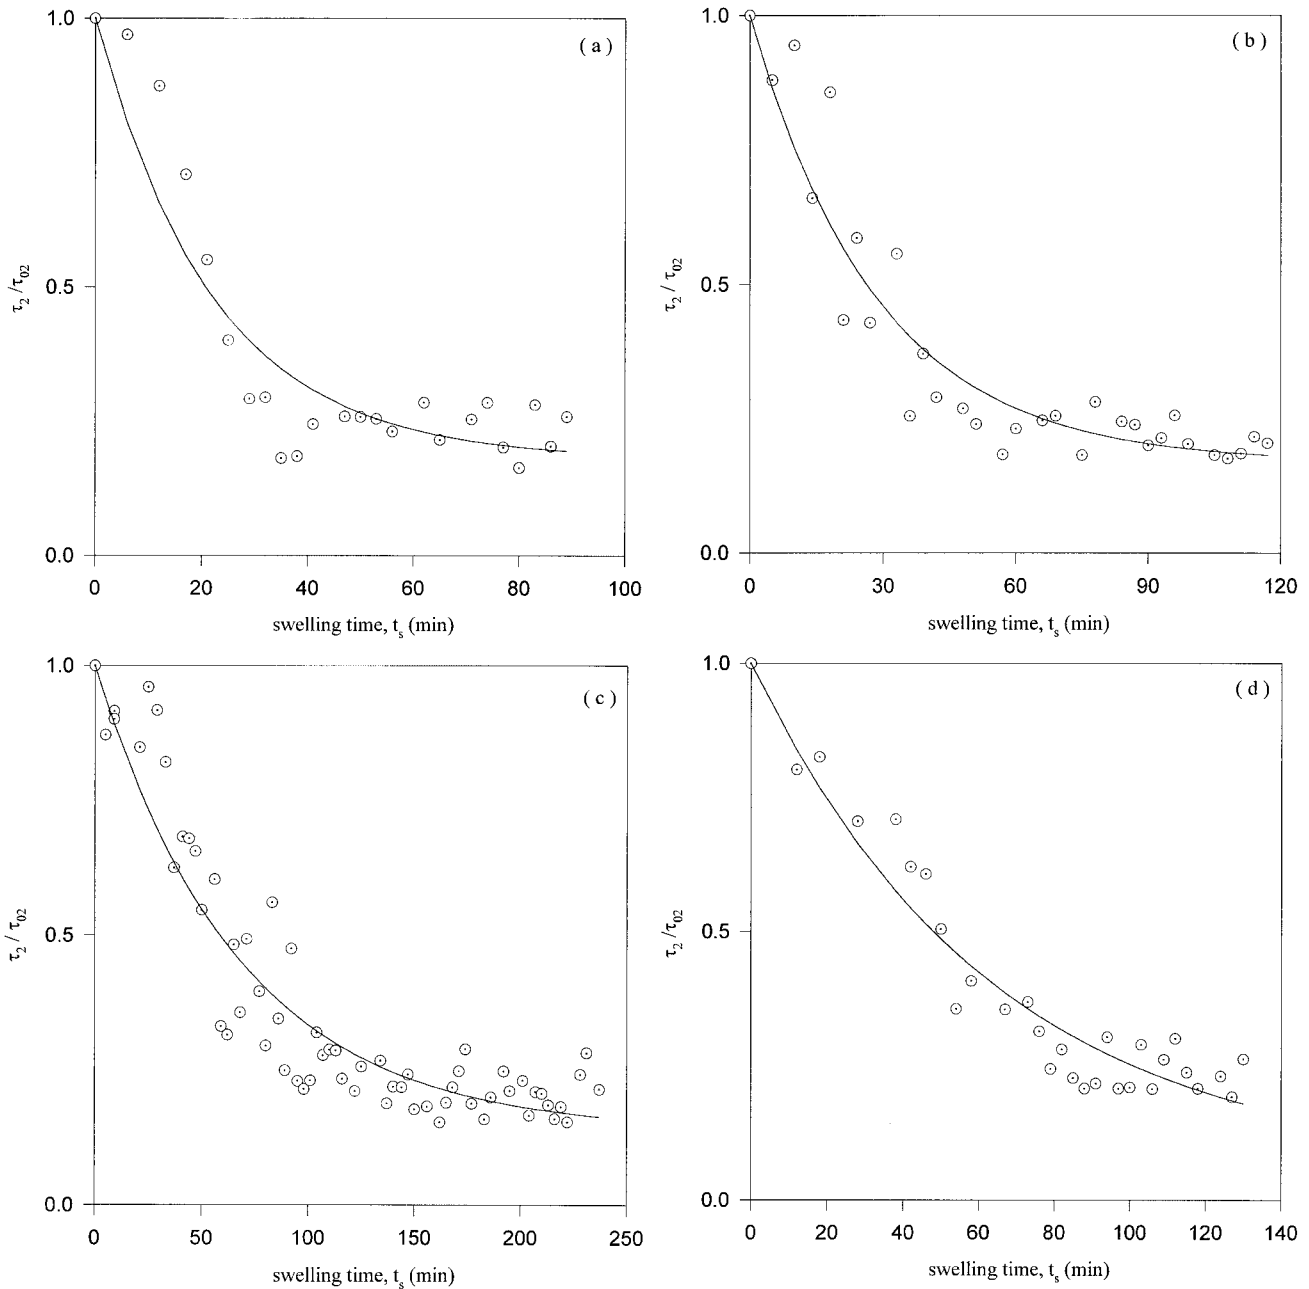 1.0
( a )
0.5
τ2 / τ02
0.0
0 20 40 60 80 100
swelling time, ts (min)
1.0
( b )
0.5
τ2 / τ02
0.0
0 30 60 90 120
swelling time, ts (min)
1.0
( c )
0.5
τ2 / τ02
0.0
0 50 100 150 200 250
swelling time, ts (min)
1.0
( d )
0.5
τ2 / τ02
0.0
0 20 40 60 80 100 120 140
swelling time, ts (min)